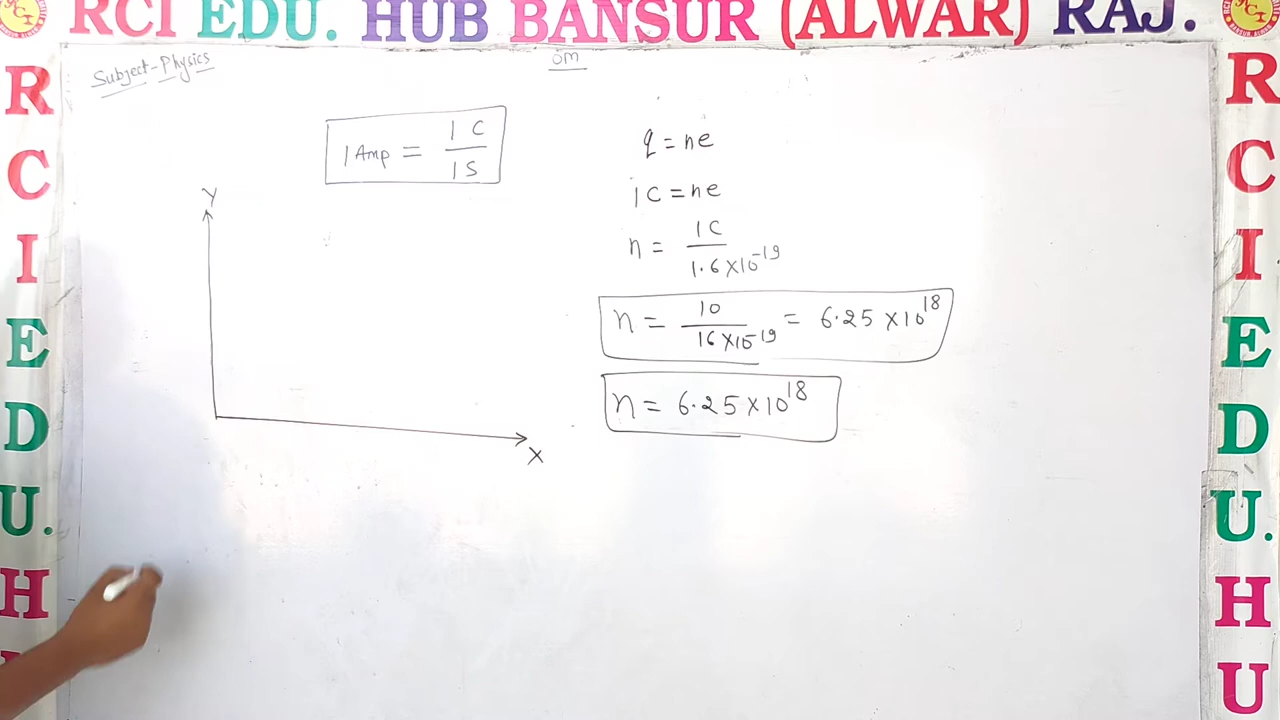 RCI EDU. HUB BANSUR (ALWAR) RAJ.
R
C
I
E
D
U.
H
Subject-Physics
om
1 Amp = 1 C / 1 S
Y
X
q = ne
1C = ne
n = 1C / 1.6×10⁻¹⁹
n = 10 / 16×10⁻¹⁹ = 6.25 ×10¹⁸
n = 6.25×10¹⁸
R
C
I
E
D
U.
H
U